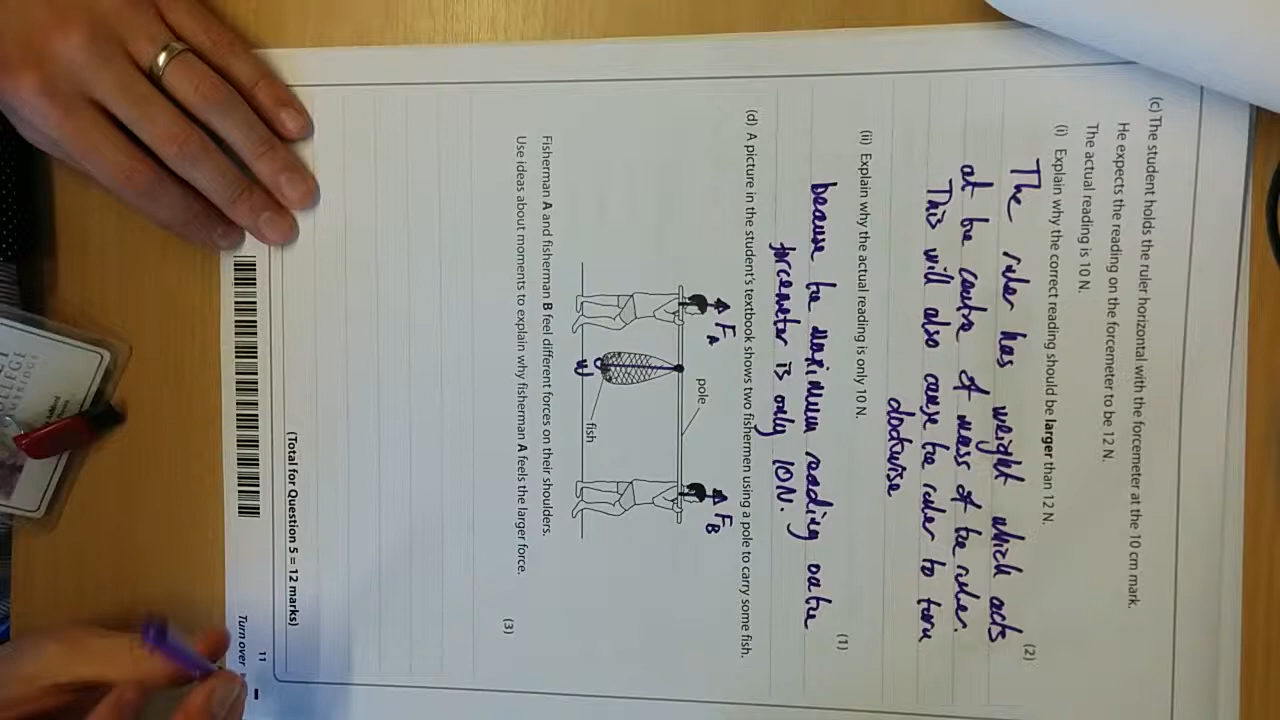 (c) The student holds the ruler horizontal with the forcemeter at the 10 cm mark.
He expects the reading on the forcemeter to be 12 N.
The actual reading is 10 N.
(i) Explain why the correct reading should be larger than 12 N.
(2)
The ruler has weight which acts
at the centre of mass of the ruler.
This will also cause the ruler to turn
clockwise
(ii) Explain why the actual reading is only 10 N.
(1)
because the maximum reading on the
forcemeter is only 10N.
(d) A picture in the student's textbook shows two fishermen using a pole to carry some fish.
F_A
F_B
pole
W
fish
Fisherman A and fisherman B feel different forces on their shoulders.
Use ideas about moments to explain why fisherman A feels the larger force.
(3)
(Total for Question 5 = 12 marks)
11
Turn over